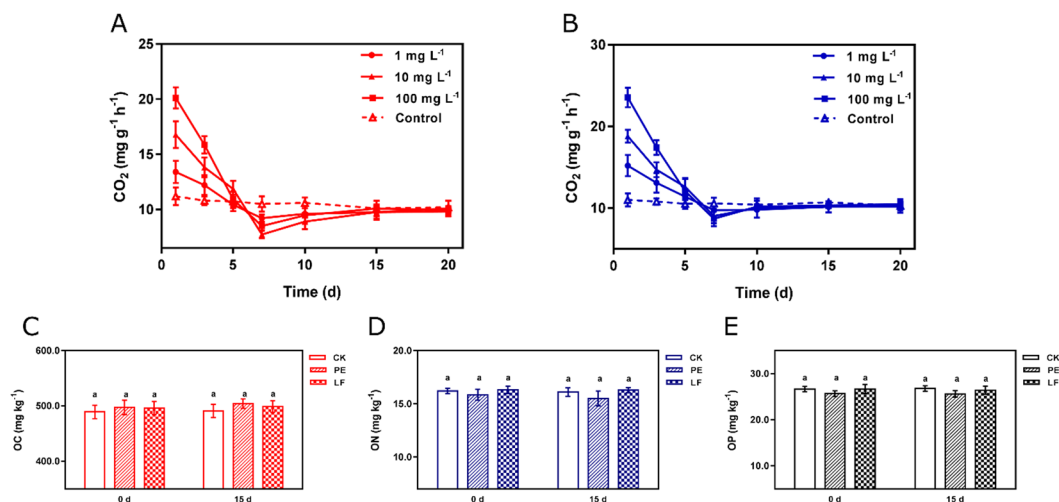 A
25
20
15
10
CO₂ (mg g⁻¹ h⁻¹)
1 mg L⁻¹
10 mg L⁻¹
100 mg L⁻¹
Control
0 5 10 15 20
Time (d)
B
30
20
10
CO₂ (mg g⁻¹ h⁻¹)
1 mg L⁻¹
10 mg L⁻¹
100 mg L⁻¹
Control
0 5 10 15 20
Time (d)
C
600.0
500.0
400.0
OC (mg kg⁻¹)
a a a a a a
CK
PE
LF
0 d 15 d
D
20.0
15.0
10.0
ON (mg kg⁻¹)
a a a a a a
CK
PE
LF
0 d 15 d
E
30.0
20.0
10.0
OP (mg kg⁻¹)
a a a a a a
CK
PE
LF
0 d 15 d